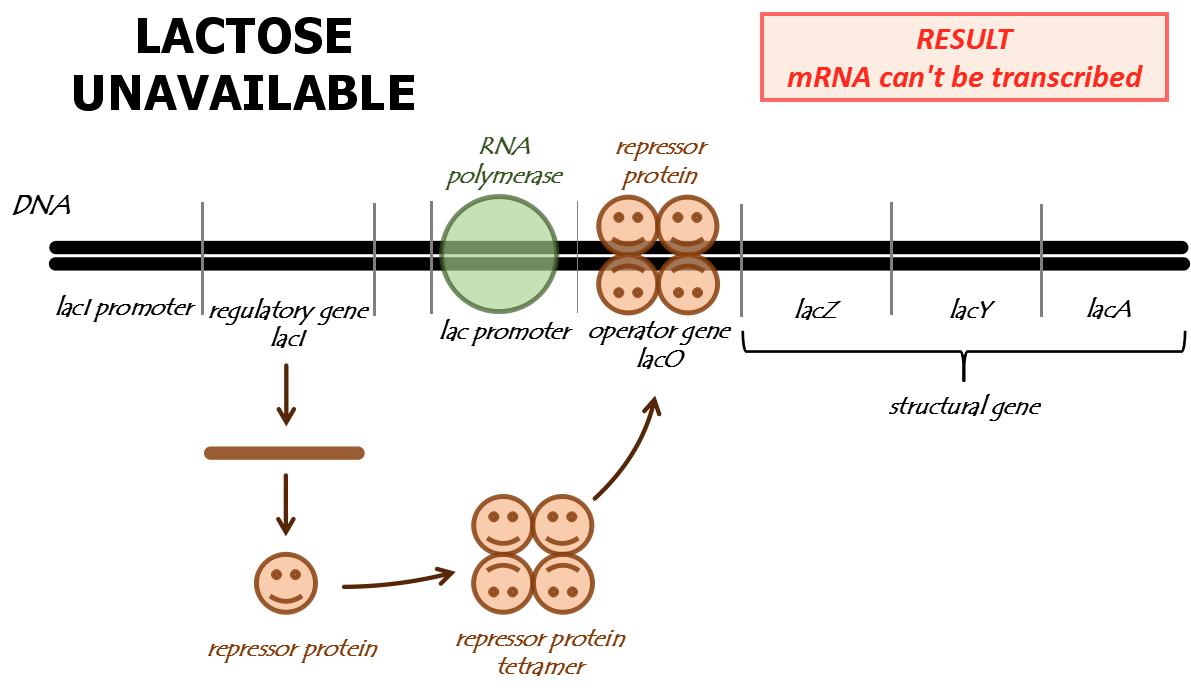 LACTOSE
UNAVAILABLE
RESULT
mRNA can't be transcribed
RNA
polymerase
repressor
protein
DNA
lacI promoter
regulatory gene
lacI
lac promoter
operator gene
lacO
lacZ
lacY
lacA
structural gene
repressor protein
repressor protein
tetramer